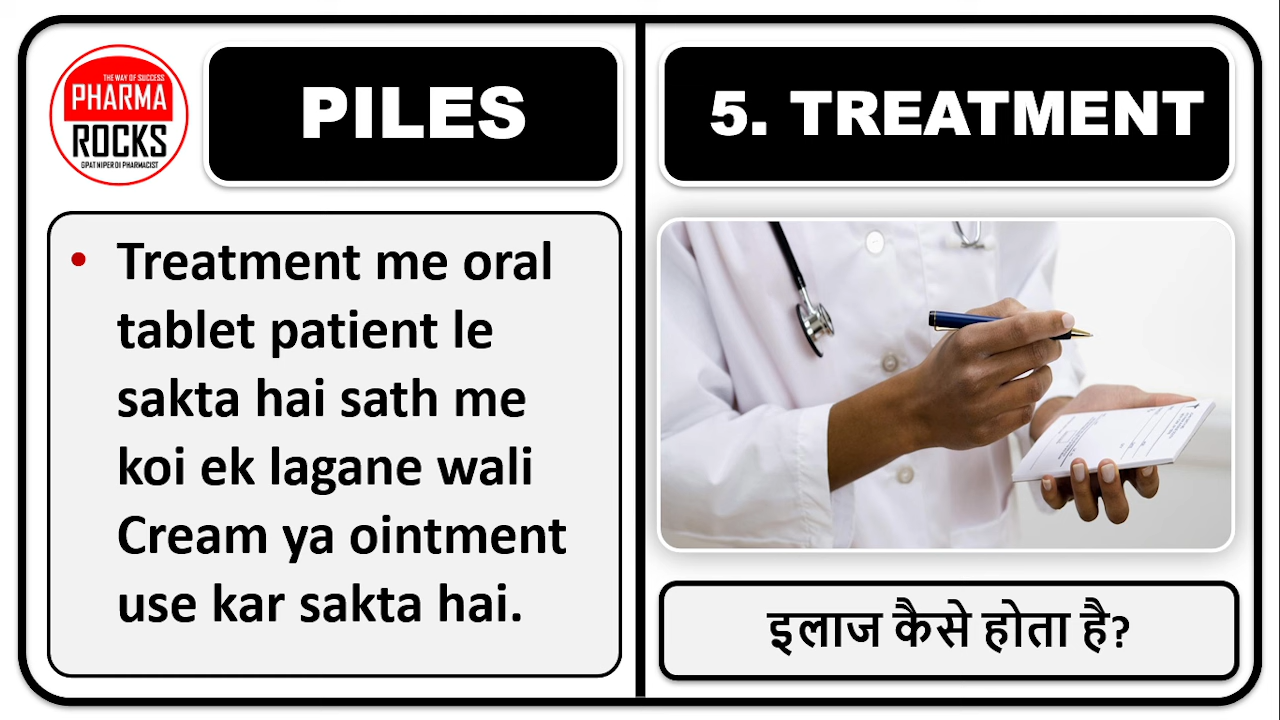 THE WAY OF SUCCESS
PHARMA
ROCKS
GPAT NIPER DI PHARMACIST
PILES
• Treatment me oral
tablet patient le
sakta hai sath me
koi ek lagane wali
Cream ya ointment
use kar sakta hai.
5. TREATMENT
इलाज कैसे होता है?